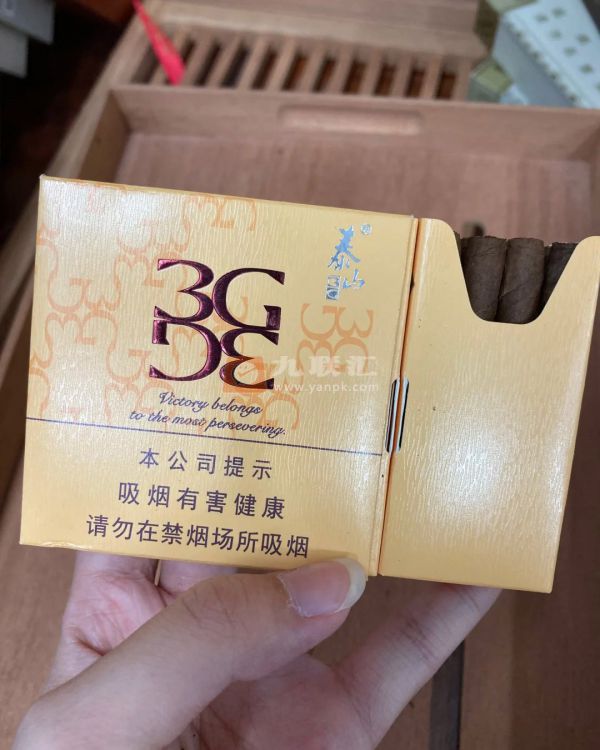 泰山
3G
3G
九联汇
www.yanpk.com
Victory belongs
to the most persevering.
本公司提示
吸烟有害健康
请勿在禁烟场所吸烟